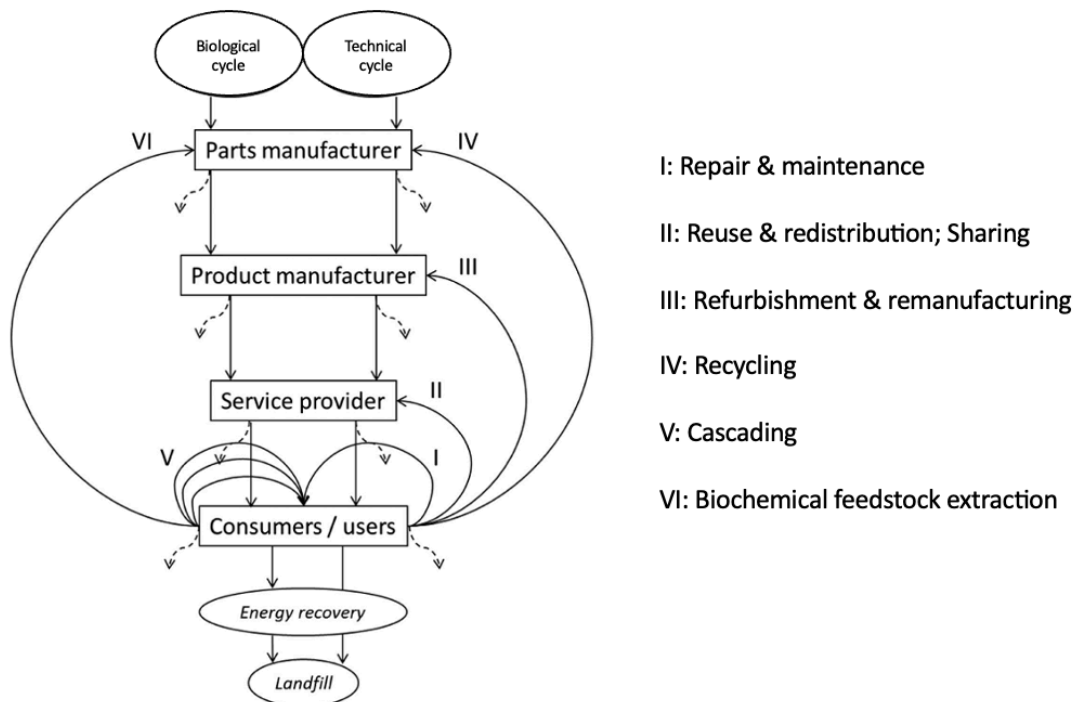 Biological
cycle
Technical
cycle
VI
IV
Parts manufacturer
III
Product manufacturer
II
Service provider
V
I
Consumers / users
Energy recovery
Landfill
I: Repair & maintenance
II: Reuse & redistribution; Sharing
III: Refurbishment & remanufacturing
IV: Recycling
V: Cascading
VI: Biochemical feedstock extraction